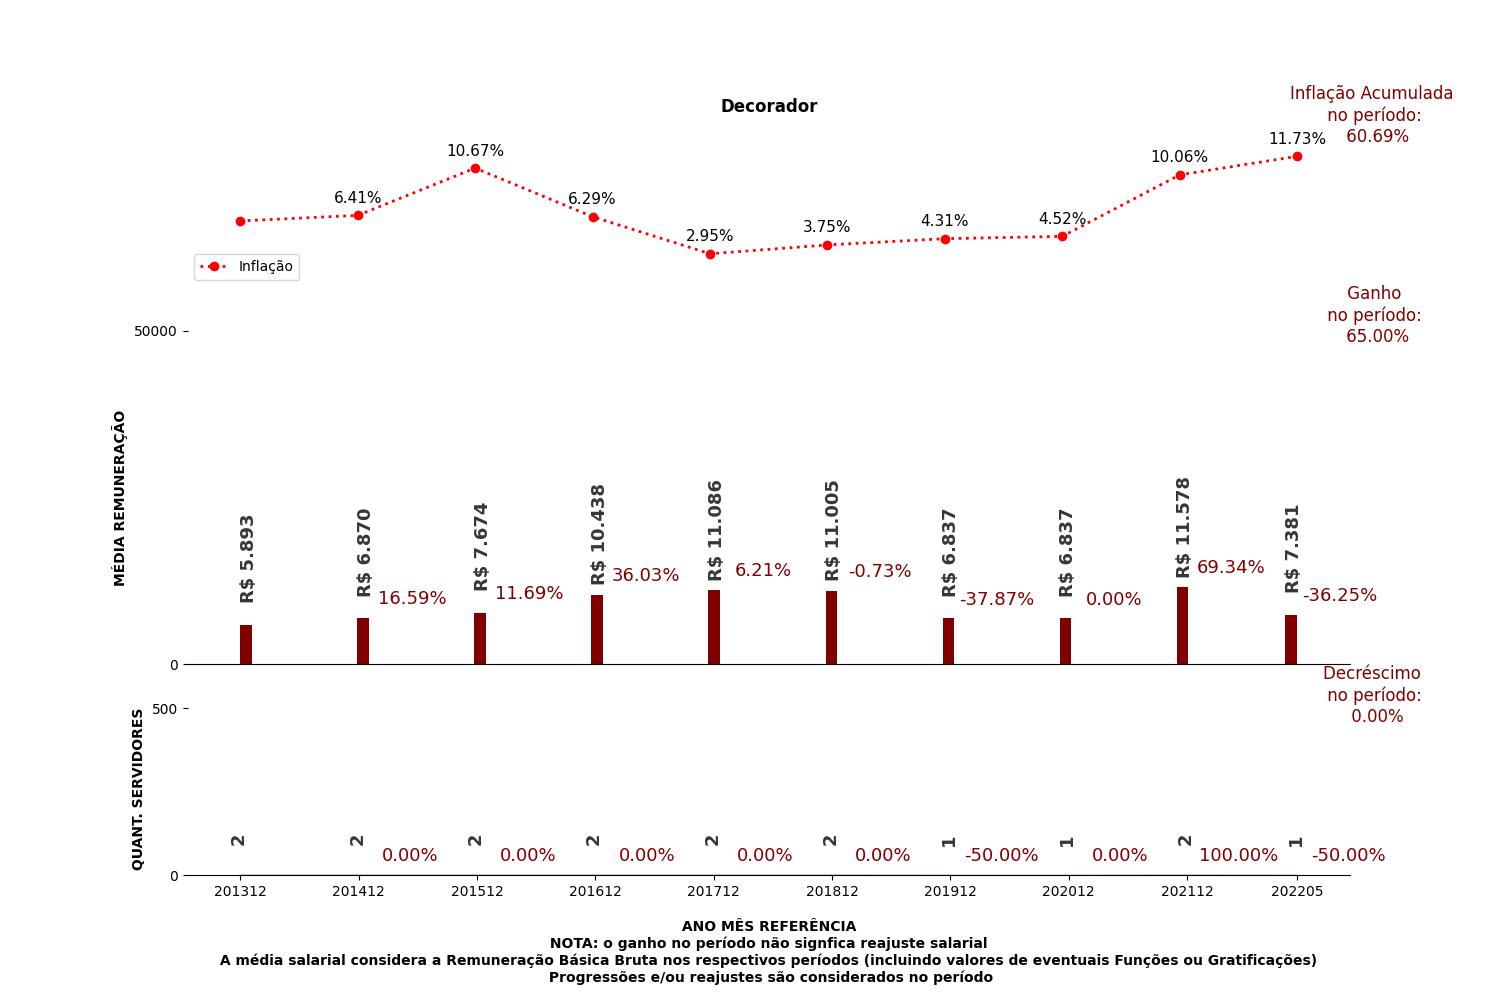 Decorador
Inflação Acumulada
no período:
60.69%
6.41%
10.67%
6.29%
2.95%
3.75%
4.31%
4.52%
10.06%
11.73%
Inflação
Ganho
no período:
65.00%
50000
0
MÉDIA REMUNERAÇÃO
R$ 5.893
R$ 6.870
R$ 7.674
R$ 10.438
R$ 11.086
R$ 11.005
R$ 6.837
R$ 6.837
R$ 11.578
R$ 7.381
16.59%
11.69%
36.03%
6.21%
-0.73%
-37.87%
0.00%
69.34%
-36.25%
Decréscimo
no período:
0.00%
500
0
QUANT. SERVIDORES
2
2
2
2
2
2
1
1
2
1
0.00%
0.00%
0.00%
0.00%
0.00%
-50.00%
0.00%
100.00%
-50.00%
201312
201412
201512
201612
201712
201812
201912
202012
202112
202205
ANO MÊS REFERÊNCIA
NOTA: o ganho no período não signfica reajuste salarial
A média salarial considera a Remuneração Básica Bruta nos respectivos períodos (incluindo valores de eventuais Funções ou Gratificações)
Progressões e/ou reajustes são considerados no período